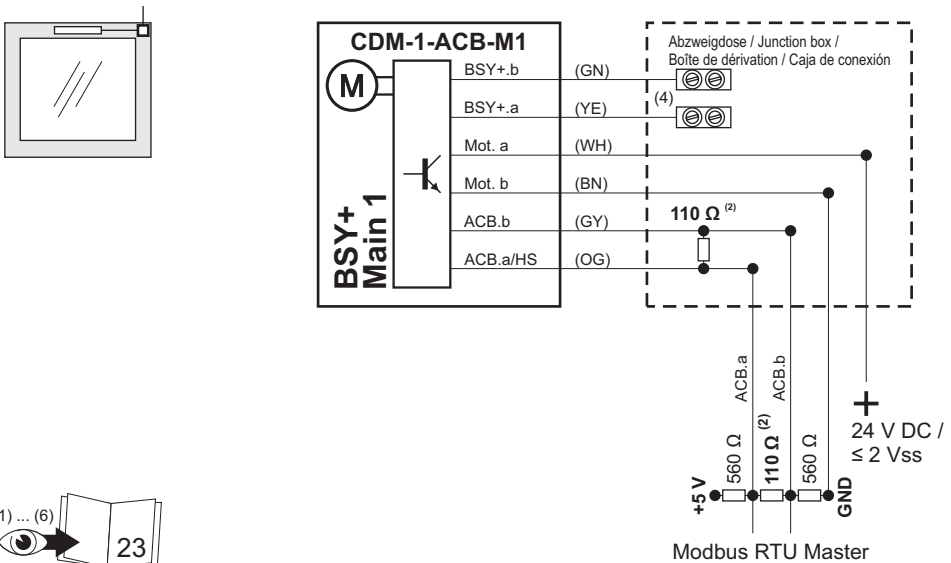 CDM-1-ACB-M1
M
BSY+
Main 1
BSY+.b (GN)
BSY+.a (YE)
Mot. a (WH)
Mot. b (BN)
ACB.b (GY)
ACB.a/HS (OG)
Abzweigdose / Junction box /
Boîte de dérivation / Caja de conexión
(4)
110 Ω (2)
ACB.a
ACB.b
+
24 V DC /
≤ 2 Vss
+5 V
560 Ω
110 Ω (2)
560 Ω
GND
Modbus RTU Master
1) ... (6)
23